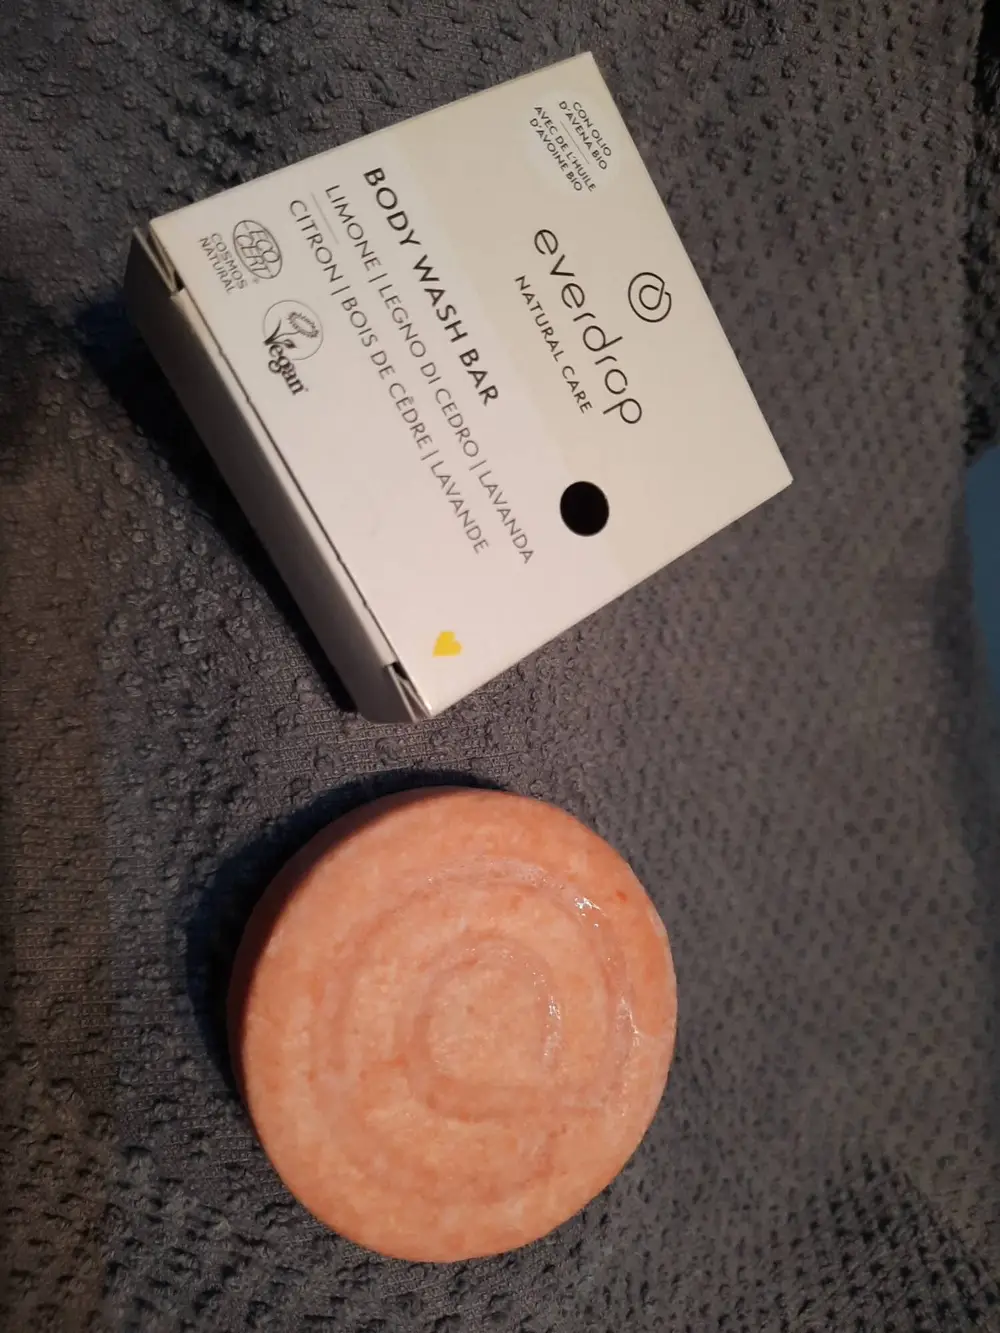 CON OLIO
D'AVENA BIO
AVEC DE L'HUILE
D'AVOINE BIO
everdrop
NATURAL CARE
BODY WASH BAR
LIMONE | LEGNO DI CEDRO | LAVANDA
CITRON | BOIS DE CÈDRE | LAVANDE
ECO
CERT®
COSMOS
NATURAL
Vegan